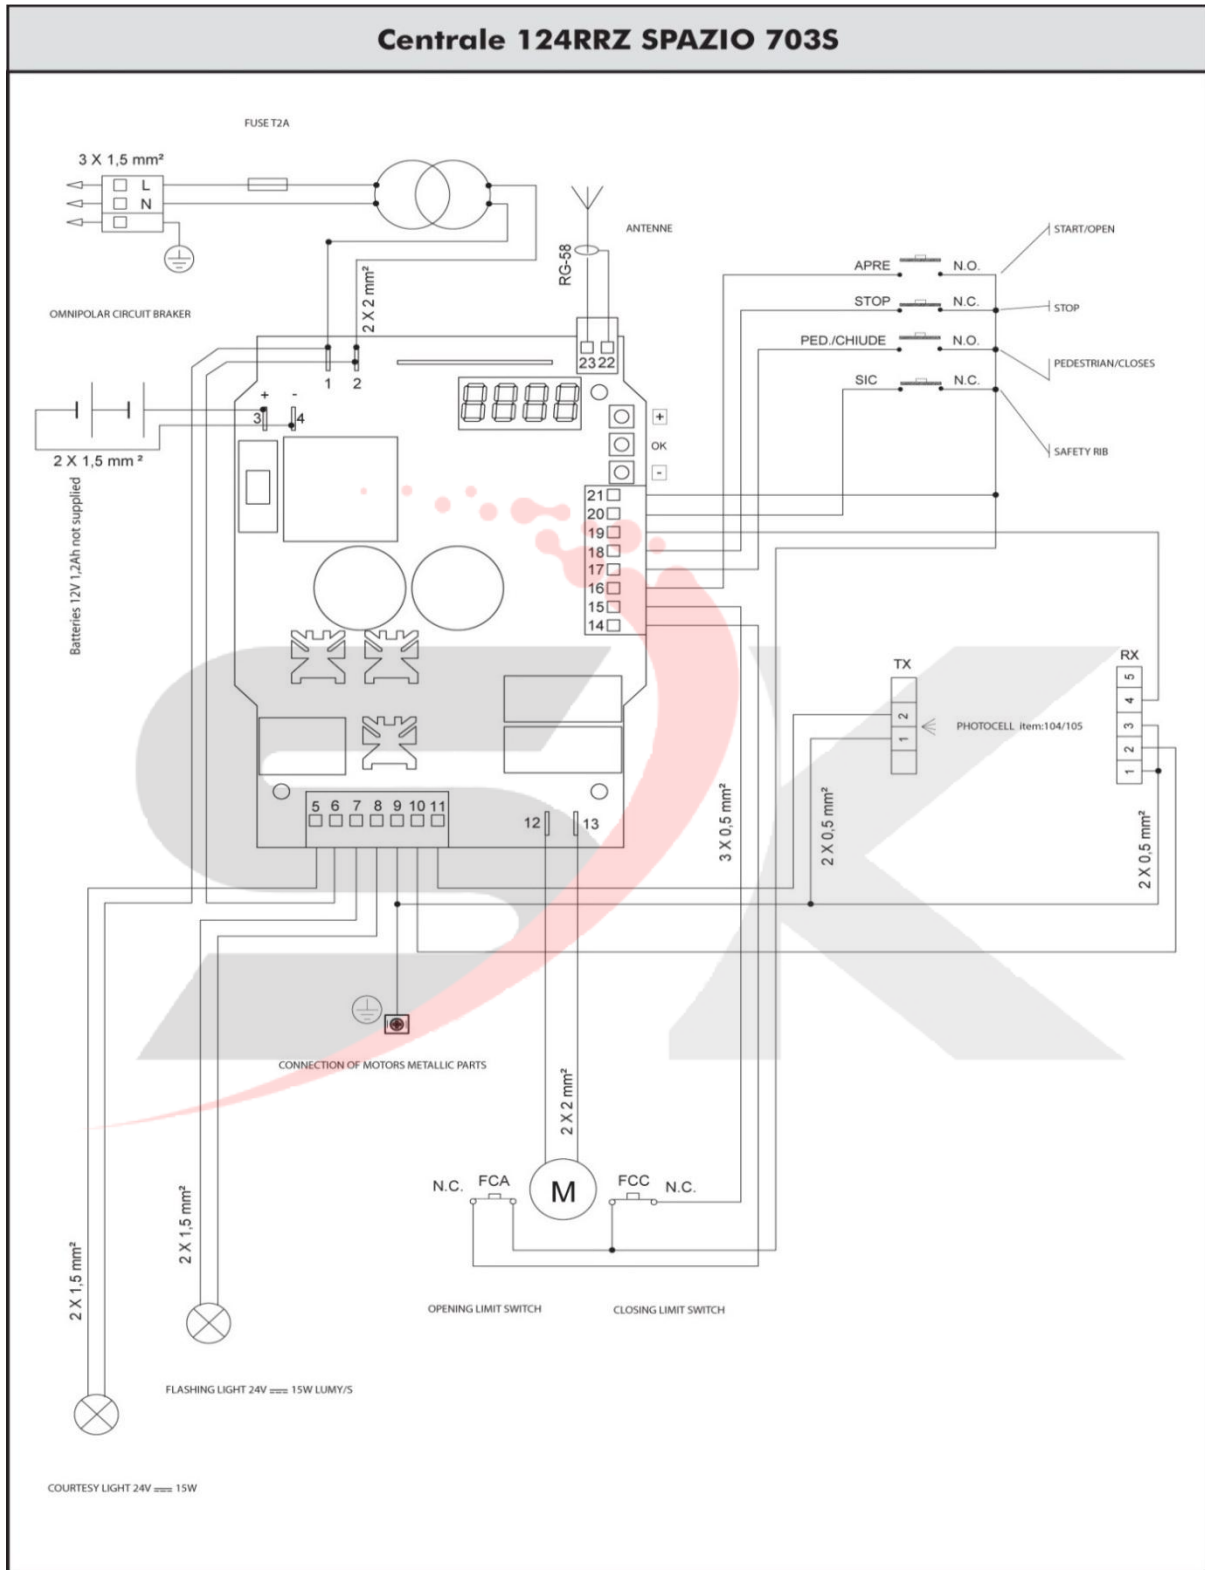 Centrale 124RRZ SPAZIO 703S
FUSE T2A
3 X 1,5 mm²
L
N
ANTENNE
RG-58
START/OPEN
APRE N.O.
STOP N.C.
STOP
PED./CHIUDE N.O.
PEDESTRIAN/CLOSES
SIC N.C.
SAFETY RIB
OMNIPOLAR CIRCUIT BRAKER
2 X 2 mm²
1 2
23 22
+ -
3 4
2 X 1,5 mm²
Batteries 12V 1,2Ah not supplied
+
OK
-
21
20
19
18
17
16
15
14
SK
TX
2
1
PHOTOCELL item:104/105
RX
5
4
3
2
1
5 6 7 8 9 10 11
12 13
3 X 0,5 mm²
2 X 0,5 mm²
2 X 0,5 mm²
CONNECTION OF MOTORS METALLIC PARTS
2 X 2 mm²
N.C. FCA
M
FCC N.C.
2 X 1,5 mm²
2 X 1,5 mm²
OPENING LIMIT SWITCH
CLOSING LIMIT SWITCH
FLASHING LIGHT 24V ⎓ 15W LUMY/S
COURTESY LIGHT 24V ⎓ 15W